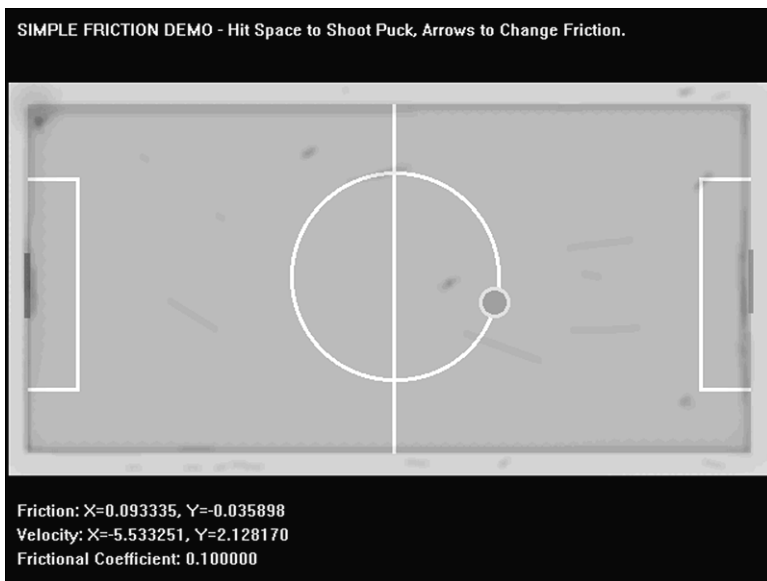 SIMPLE FRICTION DEMO - Hit Space to Shoot Puck, Arrows to Change Friction.
Friction: X=0.093335, Y=-0.035898
Velocity: X=-5.533251, Y=2.128170
Frictional Coefficient: 0.100000